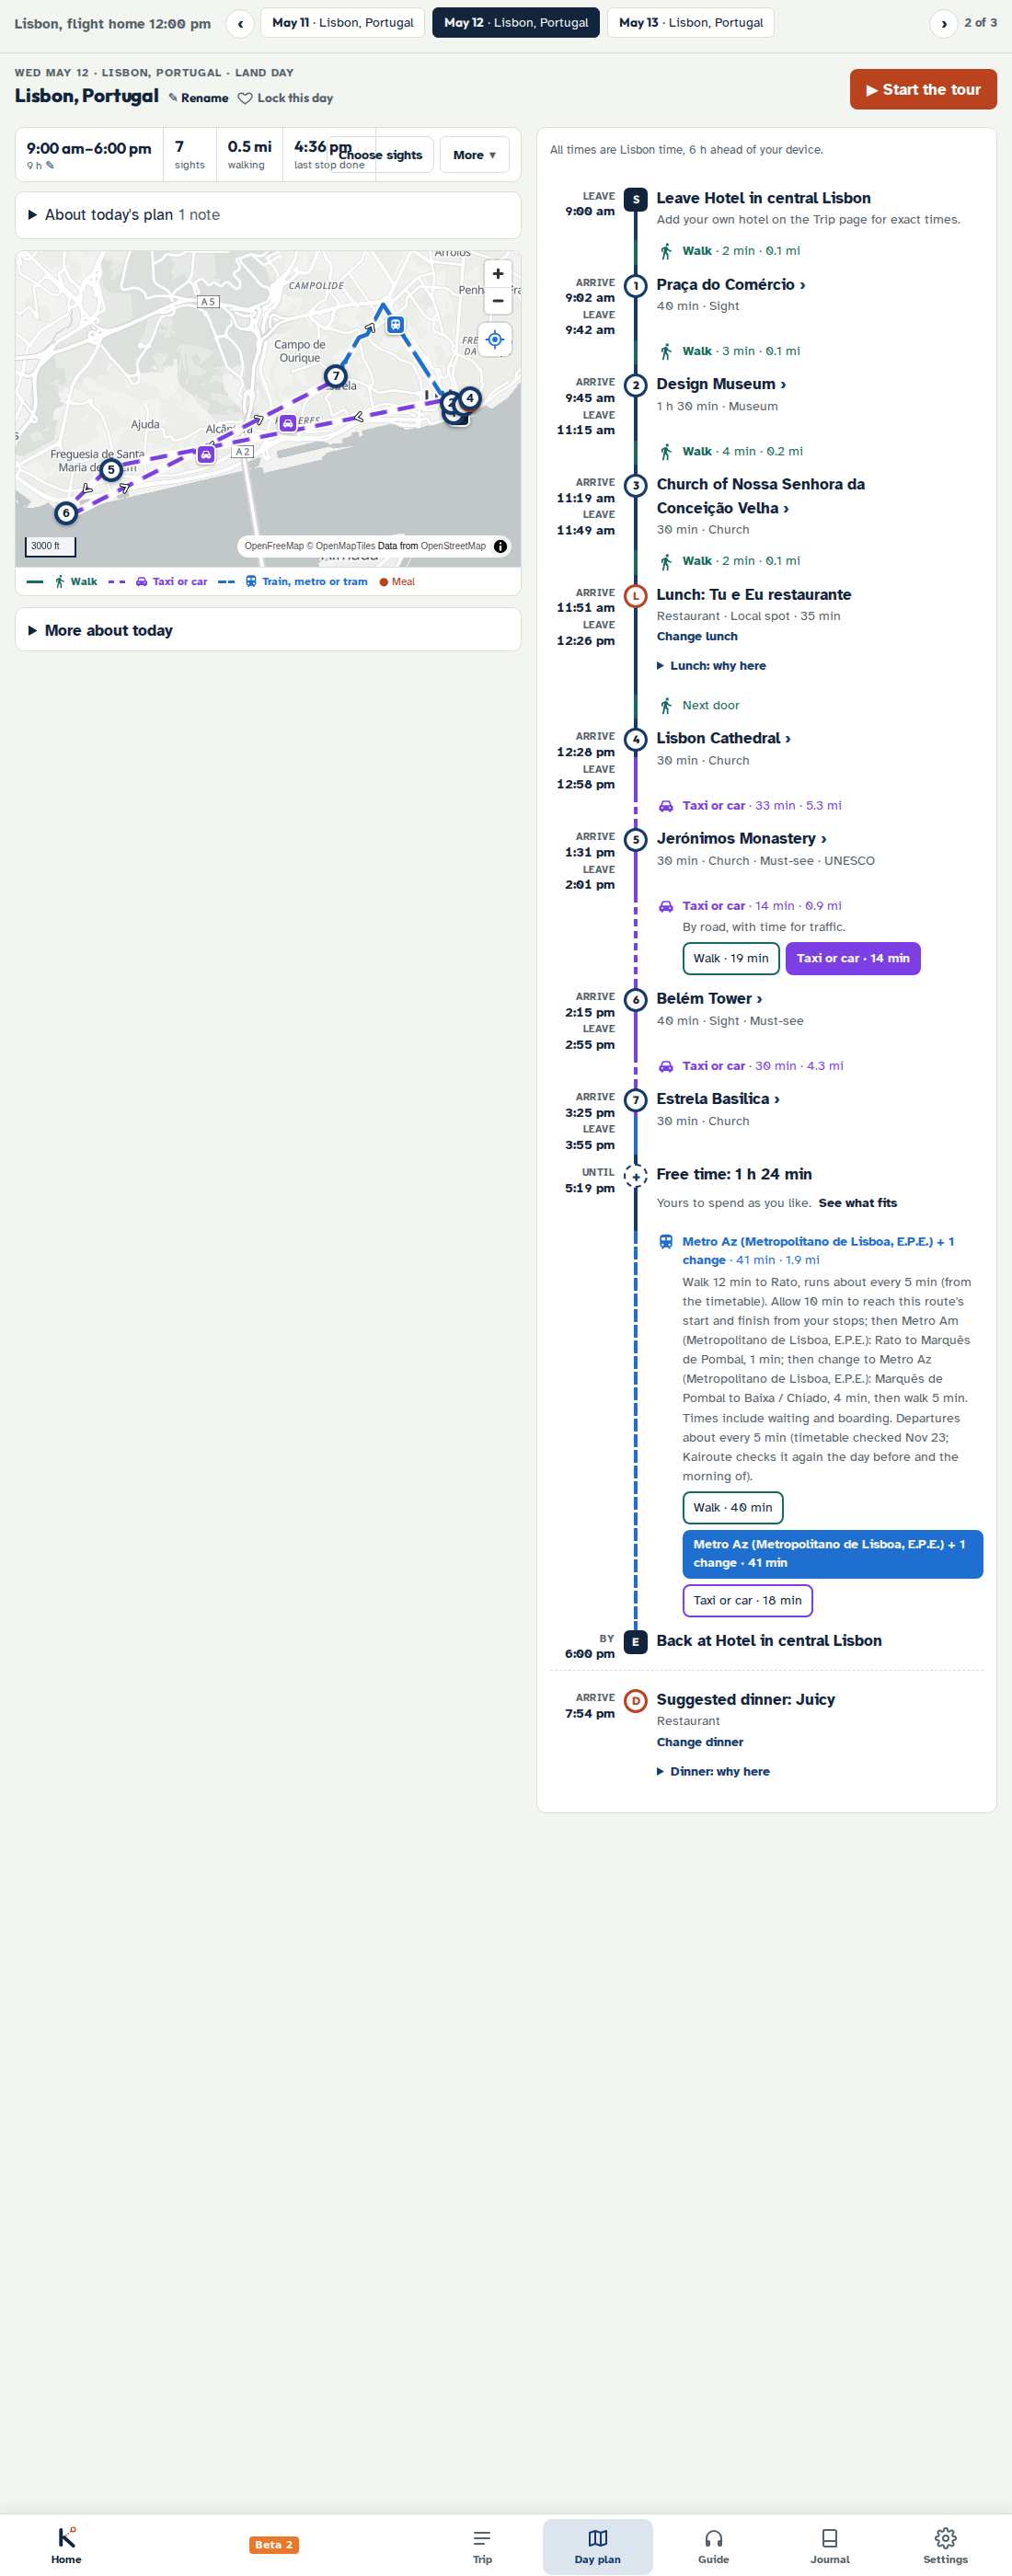 Lisbon, flight home 12:00 pm
‹
May 11 · Lisbon, Portugal
May 12 · Lisbon, Portugal
May 13 · Lisbon, Portugal
›
2 of 3
WED MAY 12 · LISBON, PORTUGAL · LAND DAY
Lisbon, Portugal
✎ Rename
Lock this day
▶ Start the tour
9:00 am–6:00 pm
9 h ✎
7
sights
0.5 mi
walking
4:36 pm
last stop done
Choose sights
More ▼
▶ About today's plan 1 note
Arroios
CAMPOLIDE
A 5
Campo de
Ourique
7
2
4
Ajuda
A 2
Freguesia de Santa
5
6
3000 ft
OpenFreeMap © OpenMapTiles Data from OpenStreetMap
Walk
Taxi or car
Train, metro or tram
Meal
▶ More about today
All times are Lisbon time, 6 h ahead of your device.
LEAVE
9:00 am
S
Leave Hotel in central Lisbon
Add your own hotel on the Trip page for exact times.
Walk · 2 min · 0.1 mi
ARRIVE
9:02 am
LEAVE
9:42 am
1
Praça do Comércio ›
40 min · Sight
Walk · 3 min · 0.1 mi
ARRIVE
9:45 am
LEAVE
11:15 am
2
Design Museum ›
1 h 30 min · Museum
Walk · 4 min · 0.2 mi
ARRIVE
11:19 am
LEAVE
11:49 am
3
Church of Nossa Senhora da
Conceição Velha ›
30 min · Church
Walk · 2 min · 0.1 mi
ARRIVE
11:51 am
LEAVE
12:26 pm
L
Lunch: Tu e Eu restaurante
Restaurant · Local spot · 35 min
Change lunch
▶ Lunch: why here
Next door
ARRIVE
12:28 pm
LEAVE
12:58 pm
4
Lisbon Cathedral ›
30 min · Church
Taxi or car · 33 min · 5.3 mi
ARRIVE
1:31 pm
LEAVE
2:01 pm
5
Jerónimos Monastery ›
30 min · Church · Must-see · UNESCO
Taxi or car · 14 min · 0.9 mi
By road, with time for traffic.
Walk · 19 min
Taxi or car · 14 min
ARRIVE
2:15 pm
LEAVE
2:55 pm
6
Belém Tower ›
40 min · Sight · Must-see
Taxi or car · 30 min · 4.3 mi
ARRIVE
3:25 pm
LEAVE
3:55 pm
7
Estrela Basilica ›
30 min · Church
UNTIL
5:19 pm
+
Free time: 1 h 24 min
Yours to spend as you like. See what fits
Metro Az (Metropolitano de Lisboa, E.P.E.) + 1
change · 41 min · 1.9 mi
Walk 12 min to Rato, runs about every 5 min (from
the timetable). Allow 10 min to reach this route's
start and finish from your stops; then Metro Am
(Metropolitano de Lisboa, E.P.E.): Rato to Marquês
de Pombal, 1 min; then change to Metro Az
(Metropolitano de Lisboa, E.P.E.): Marquês de
Pombal to Baixa / Chiado, 4 min, then walk 5 min.
Times include waiting and boarding. Departures
about every 5 min (timetable checked Nov 23;
Kairoute checks it again the day before and the
morning of).
Walk · 40 min
Metro Az (Metropolitano de Lisboa, E.P.E.) + 1
change · 41 min
Taxi or car · 18 min
BY
6:00 pm
E
Back at Hotel in central Lisbon
ARRIVE
7:54 pm
D
Suggested dinner: Juicy
Restaurant
Change dinner
▶ Dinner: why here
Home
Beta 2
Trip
Day plan
Guide
Journal
Settings